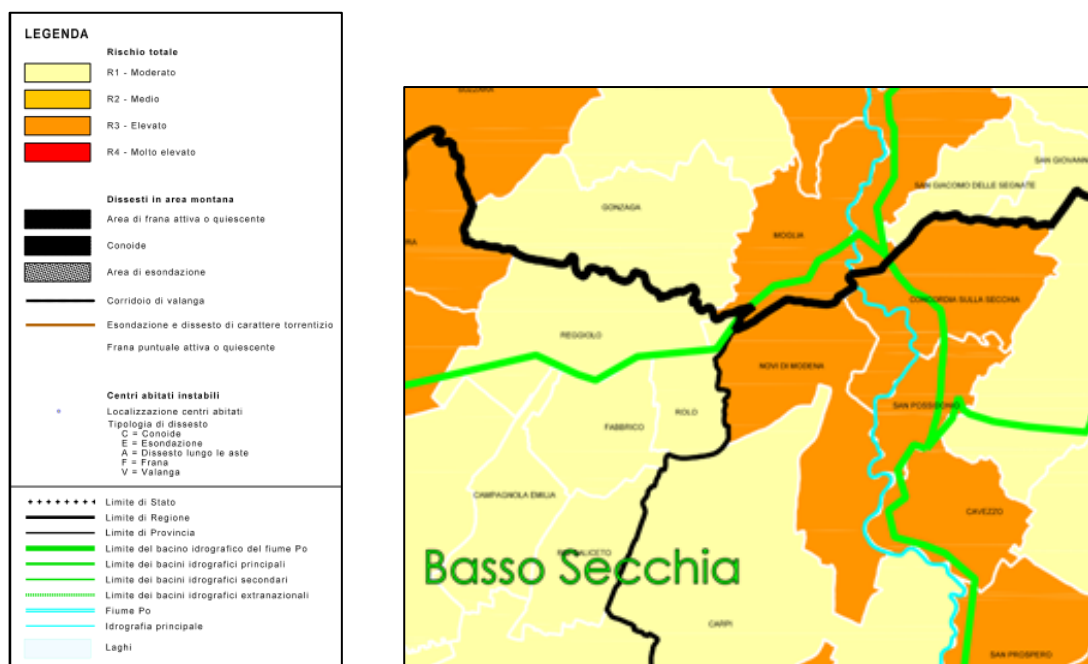 LEGENDA
Rischio totale
R1 - Moderato
R2 - Medio
R3 - Elevato
R4 - Molto elevato
Dissesti in area montana
Area di frana attiva o quiescente
Conoide
Area di esondazione
Corridoio di valanga
Esondazione e dissesto di carattere torrentizio
Frana puntuale attiva o quiescente
Centri abitati instabili
Localizzazione centri abitati
Tipologia di dissesto
C = Conoide
E = Esondazione
A = Dissesto lungo le aste
F = Frana
V = Valanga
Limite di Stato
Limite di Regione
Limite di Provincia
Limite del bacino idrografico del fiume Po
Limite dei bacini idrografici principali
Limite dei bacini idrografici secondari
Limite dei bacini idrografici extranazionali
Fiume Po
Idrografia principale
Laghi
SAN GIOVANN
SAN GIACOMO DELLE SEGNATE
GONZAGA
MOGLIA
RA
CONCORDIA SULLA SECCHIA
REGGIOLO
NOVI DI MODENA
SAN POSSIDONIO
ROLO
FABBRICO
CAMPAGNOLA EMILIA
CAVEZZO
Basso Secchia
CARPI
SAN PROSPERO